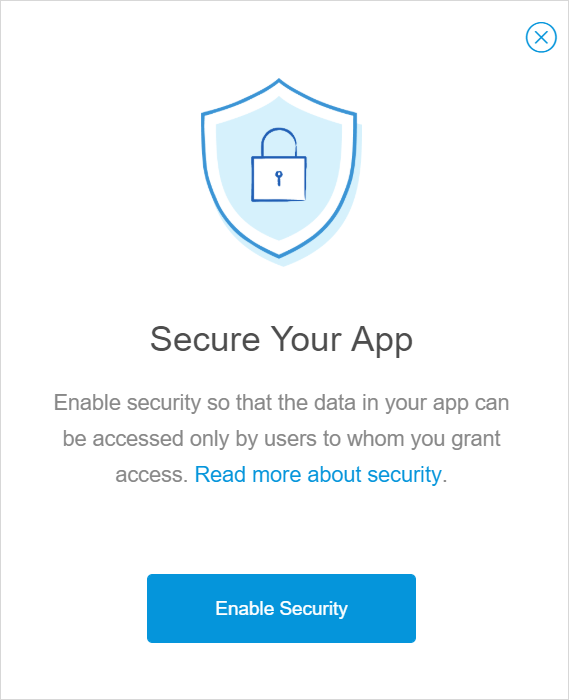 Secure Your App
Enable security so that the data in your app can
be accessed only by users to whom you grant
access. Read more about security.
Enable Security